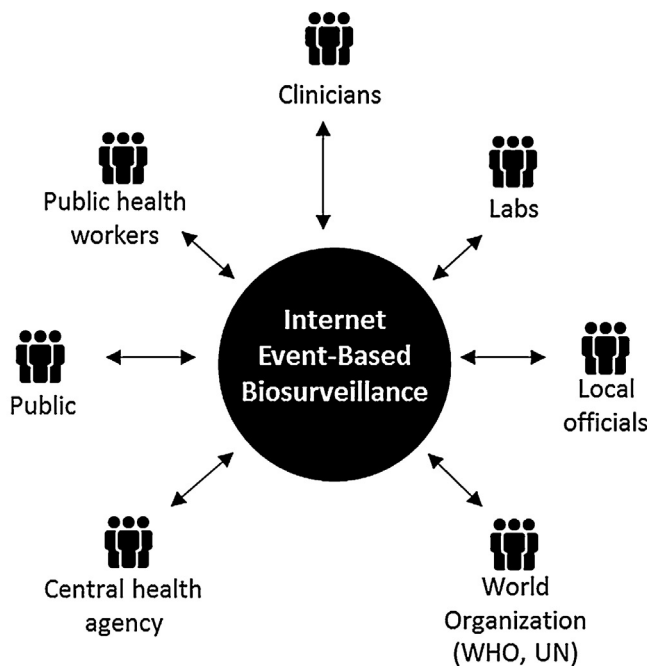 Clinicians
Public health
workers
Labs
Internet
Event-Based
Biosurveillance
Public
Local
officials
Central health
agency
World
Organization
(WHO, UN)